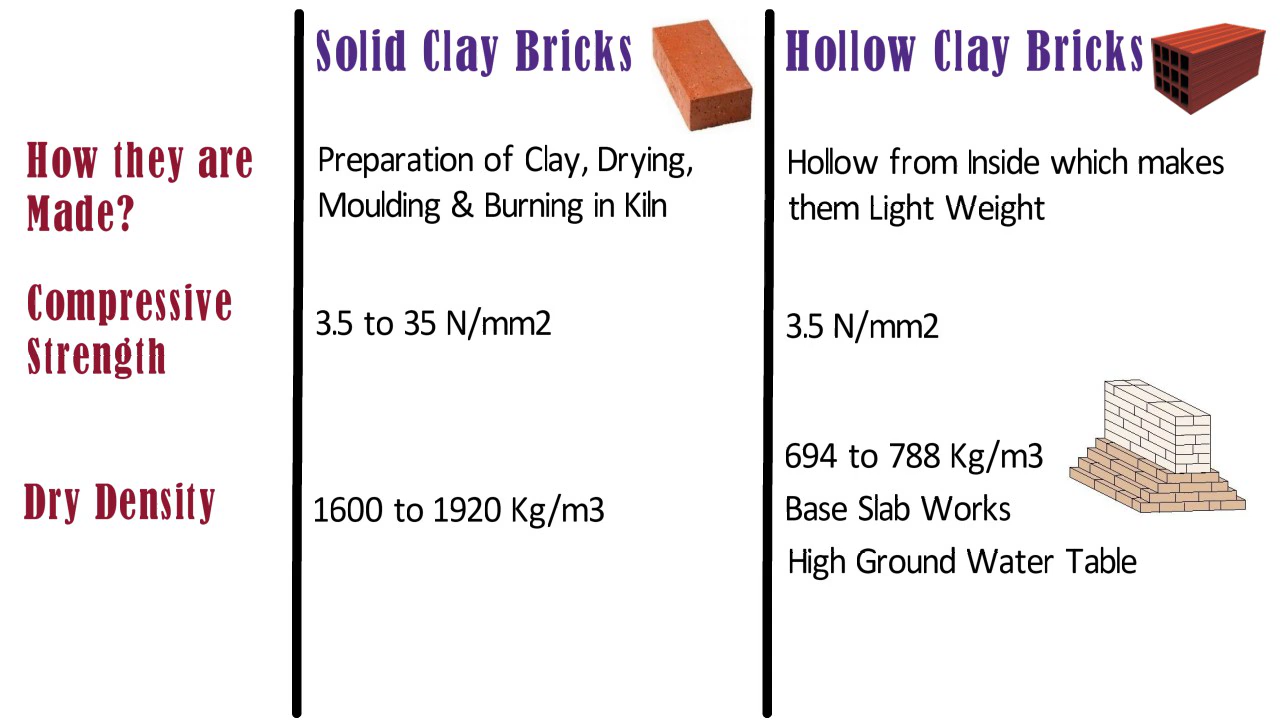 Solid Clay Bricks
Hollow Clay Bricks
How they are
Made?
Preparation of Clay, Drying,
Moulding & Burning in Kiln
Hollow from Inside which makes
them Light Weight
Compressive
Strength
3.5 to 35 N/mm2
3.5 N/mm2
Dry Density
1600 to 1920 Kg/m3
694 to 788 Kg/m3
Base Slab Works
High Ground Water Table